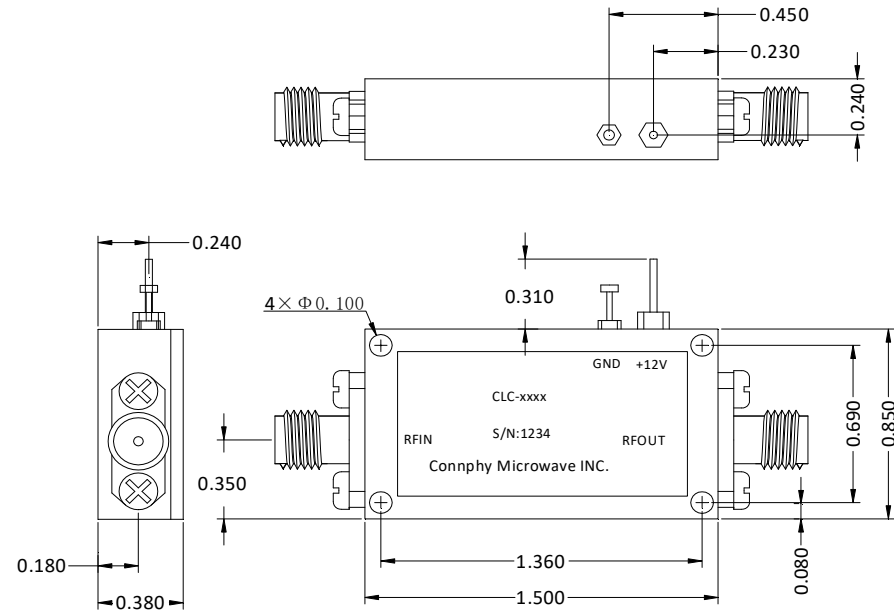 0.450
0.230
0.240
0.240
0.310
4×Φ0.100
GND +12V
CLC-xxxx
RFIN
S/N:1234
RFOUT
Connphy Microwave INC.
0.690
0.850
0.350
0.180
0.380
1.360
1.500
0.080